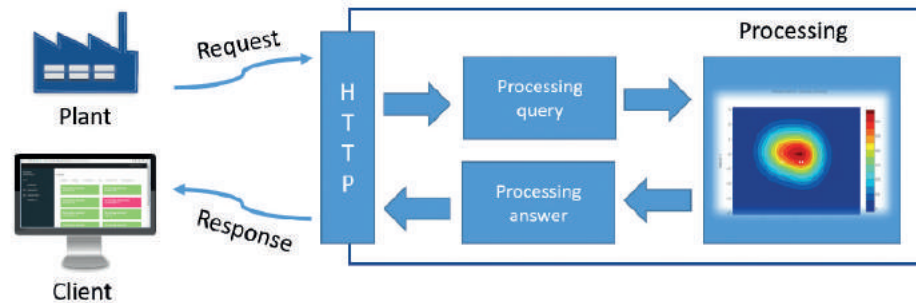 Processing
Request
Plant
H
T
T
P
Processing
query
Processing
answer
Response
Client